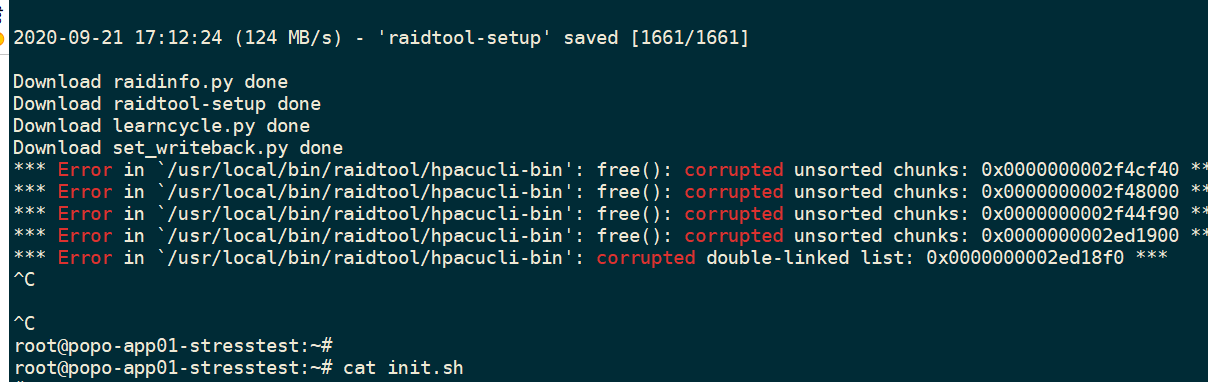 2020-09-21 17:12:24 (124 MB/s) - 'raidtool-setup' saved [1661/1661]
Download raidinfo.py done
Download raidtool-setup done
Download learncycle.py done
Download set_writeback.py done
*** Error in `/usr/local/bin/raidtool/hpacucli-bin': free(): corrupted unsorted chunks: 0x0000000002f4cf40 **
*** Error in `/usr/local/bin/raidtool/hpacucli-bin': free(): corrupted unsorted chunks: 0x0000000002f48000 **
*** Error in `/usr/local/bin/raidtool/hpacucli-bin': free(): corrupted unsorted chunks: 0x0000000002f44f90 **
*** Error in `/usr/local/bin/raidtool/hpacucli-bin': free(): corrupted unsorted chunks: 0x0000000002ed1900 **
*** Error in `/usr/local/bin/raidtool/hpacucli-bin': corrupted double-linked list: 0x0000000002ed18f0 ***
^C
^C
root@popo-app01-stresstest:~#
root@popo-app01-stresstest:~# cat init.sh